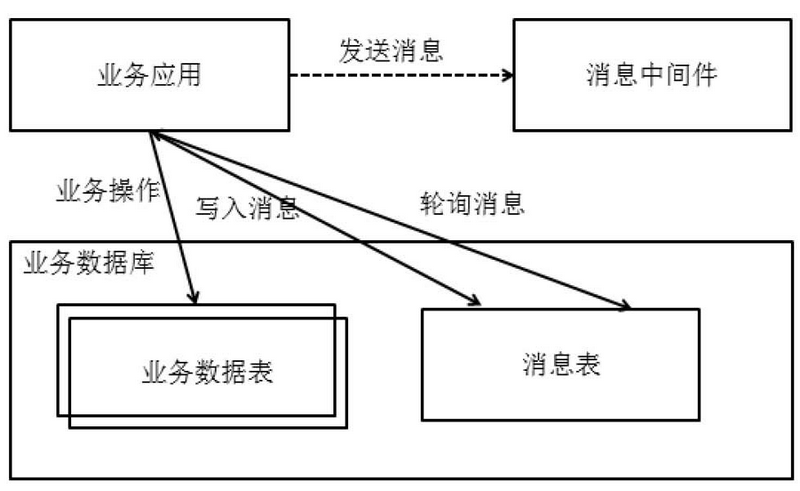 发送消息
业务应用
消息中间件
业务操作
写入消息
轮询消息
业务数据库
业务数据表
消息表